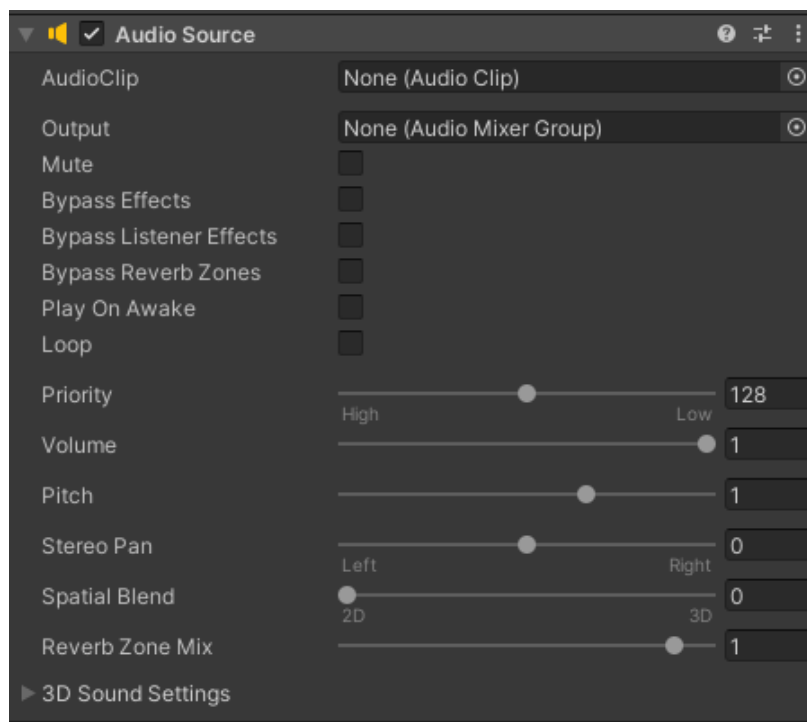 Audio Source
AudioClip None (Audio Clip)
Output None (Audio Mixer Group)
Mute
Bypass Effects
Bypass Listener Effects
Bypass Reverb Zones
Play On Awake
Loop
Priority 128
High Low
Volume 1
Pitch 1
Stereo Pan 0
Left Right
Spatial Blend 0
2D 3D
Reverb Zone Mix 1
3D Sound Settings